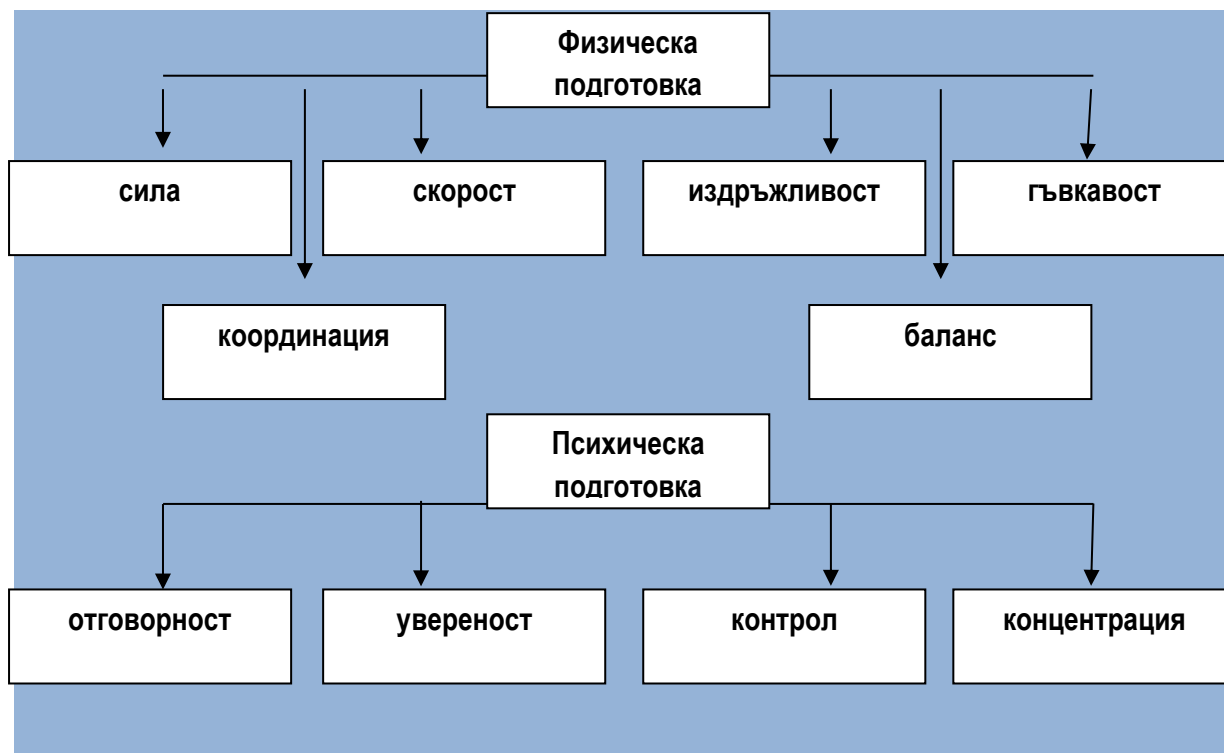 Физическа
подготовка
сила
скорост
издръжливост
гъвкавост
координация
баланс
Психическа
подготовка
отговорност
увереност
контрол
концентрация